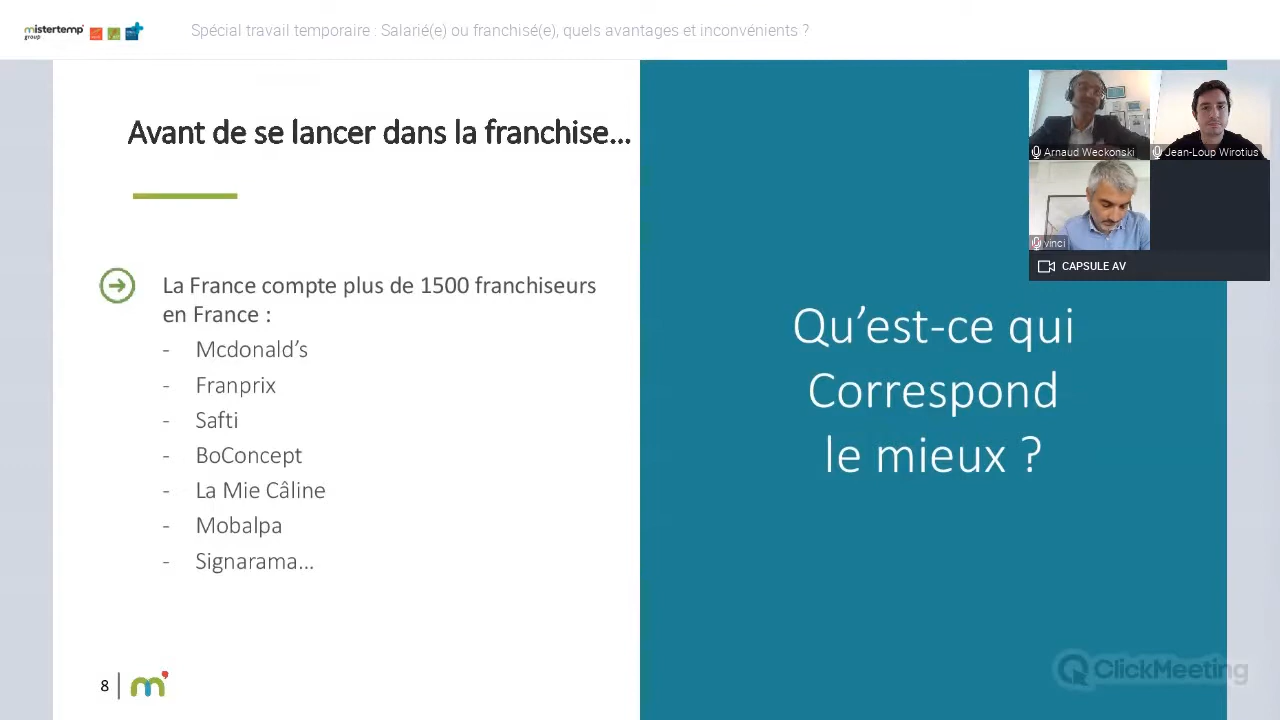 mistertemp'
group
Spécial travail temporaire : Salarié(e) ou franchisé(e), quels avantages et inconvénients ?
Avant de se lancer dans la franchise...
La France compte plus de 1500 franchiseurs
en France :
- Mcdonald's
- Franprix
- Safti
- BoConcept
- La Mie Câline
- Mobalpa
- Signarama...
8
m'
Qu'est-ce qui
Correspond
le mieux ?
Arnaud Weckonski
Jean-Loup Wirotius
vinci
CAPSULE AV
ClickMeeting